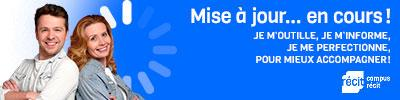 Mise à jour... en cours !
JE M'OUTILLE, JE M'INFORME,
JE ME PERFECTIONNE,
POUR MIEUX ACCOMPAGNER !
récit campus
récit